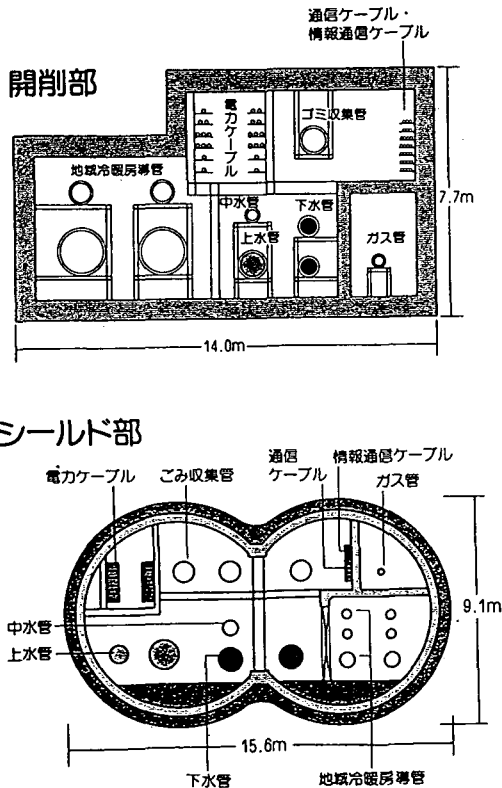 通信ケーブル・
情報通信ケーブル
開削部
電力ケーブル
ゴミ収集管
地域冷暖房導管
中水管
下水管
上水管
ガス管
7.7m
14.0m
シールド部
電力ケーブル
ごみ収集管
通信
ケーブル
情報通信ケーブル
ガス管
中水管
上水管
9.1m
15.6m
下水管
地域冷暖房導管